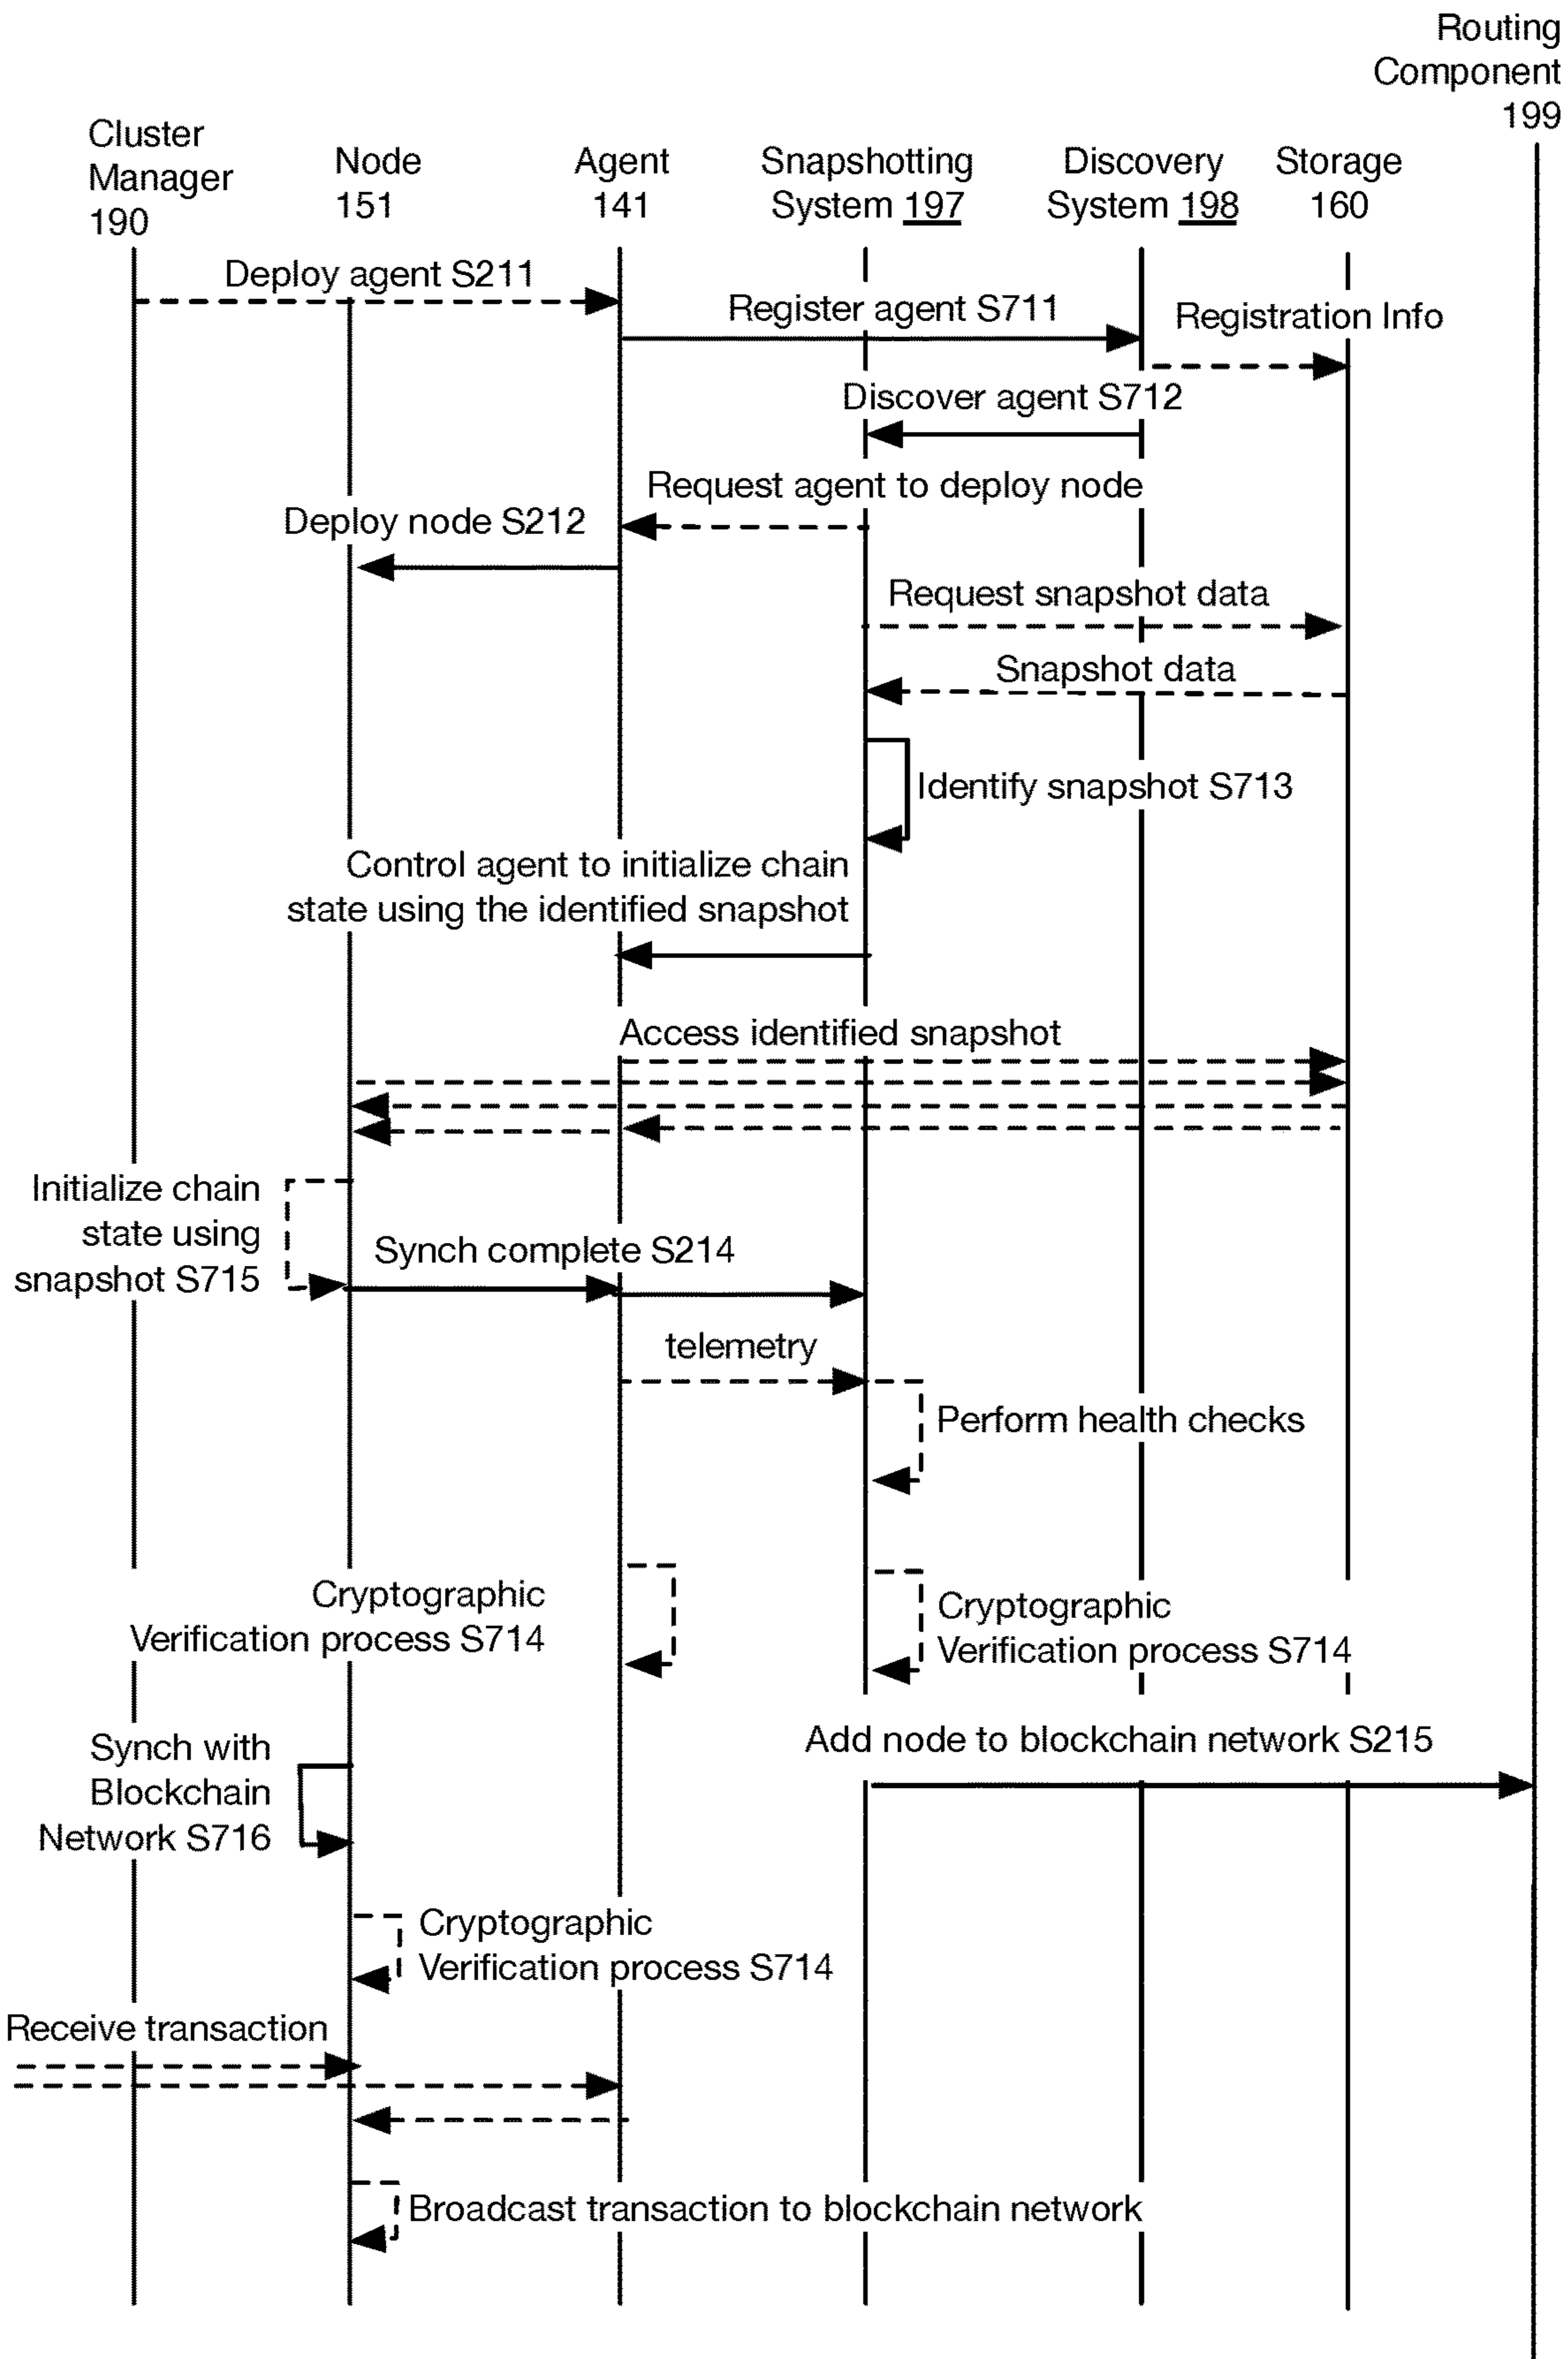 Routing
Component
199
Cluster
Manager
190
Node
151
Agent
141
Snapshotting
System 197
Discovery
System 198
Storage
160
Deploy agent S211
Register agent S711
Registration Info
Discover agent S712
Request agent to deploy node
Deploy node S212
Request snapshot data
Snapshot data
Identify snapshot S713
Control agent to initialize chain
state using the identified snapshot
Access identified snapshot
Initialize chain
state using
snapshot S715
Synch complete S214
telemetry
Perform health checks
Cryptographic
Verification process S714
Cryptographic
Verification process S714
Add node to blockchain network S215
Synch with
Blockchain
Network S716
Cryptographic
Verification process S714
Receive transaction
Broadcast transaction to blockchain network